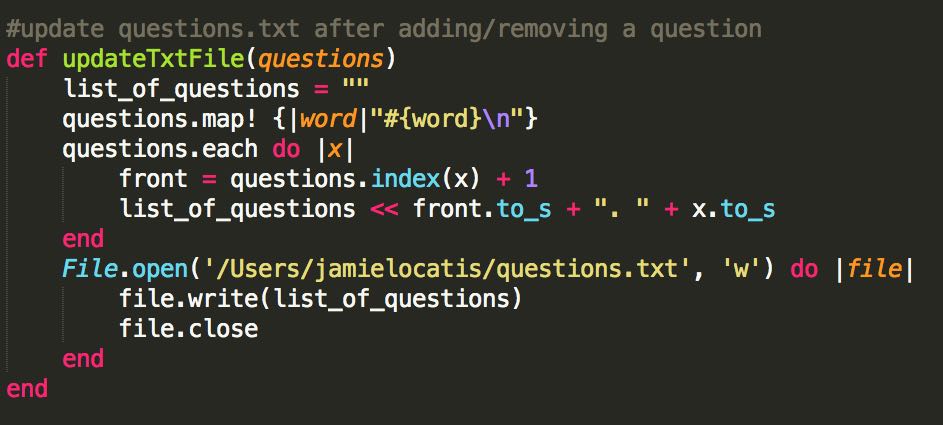 #update questions.txt after adding/removing a question
def updateTxtFile(questions)
    list_of_questions = ""
    questions.map! {|word|"#{word}\n"}
    questions.each do |x|
        front = questions.index(x) + 1
        list_of_questions << front.to_s + ". " + x.to_s
    end
    File.open('/Users/jamielocatis/questions.txt', 'w') do |file|
        file.write(list_of_questions)
        file.close
    end
end